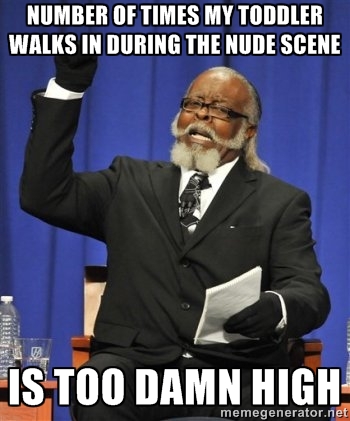 NUMBER OF TIMES MY TODDLER
WALKS IN DURING THE NUDE SCENE
IS TOO DAMN HIGH
memegenerator.net